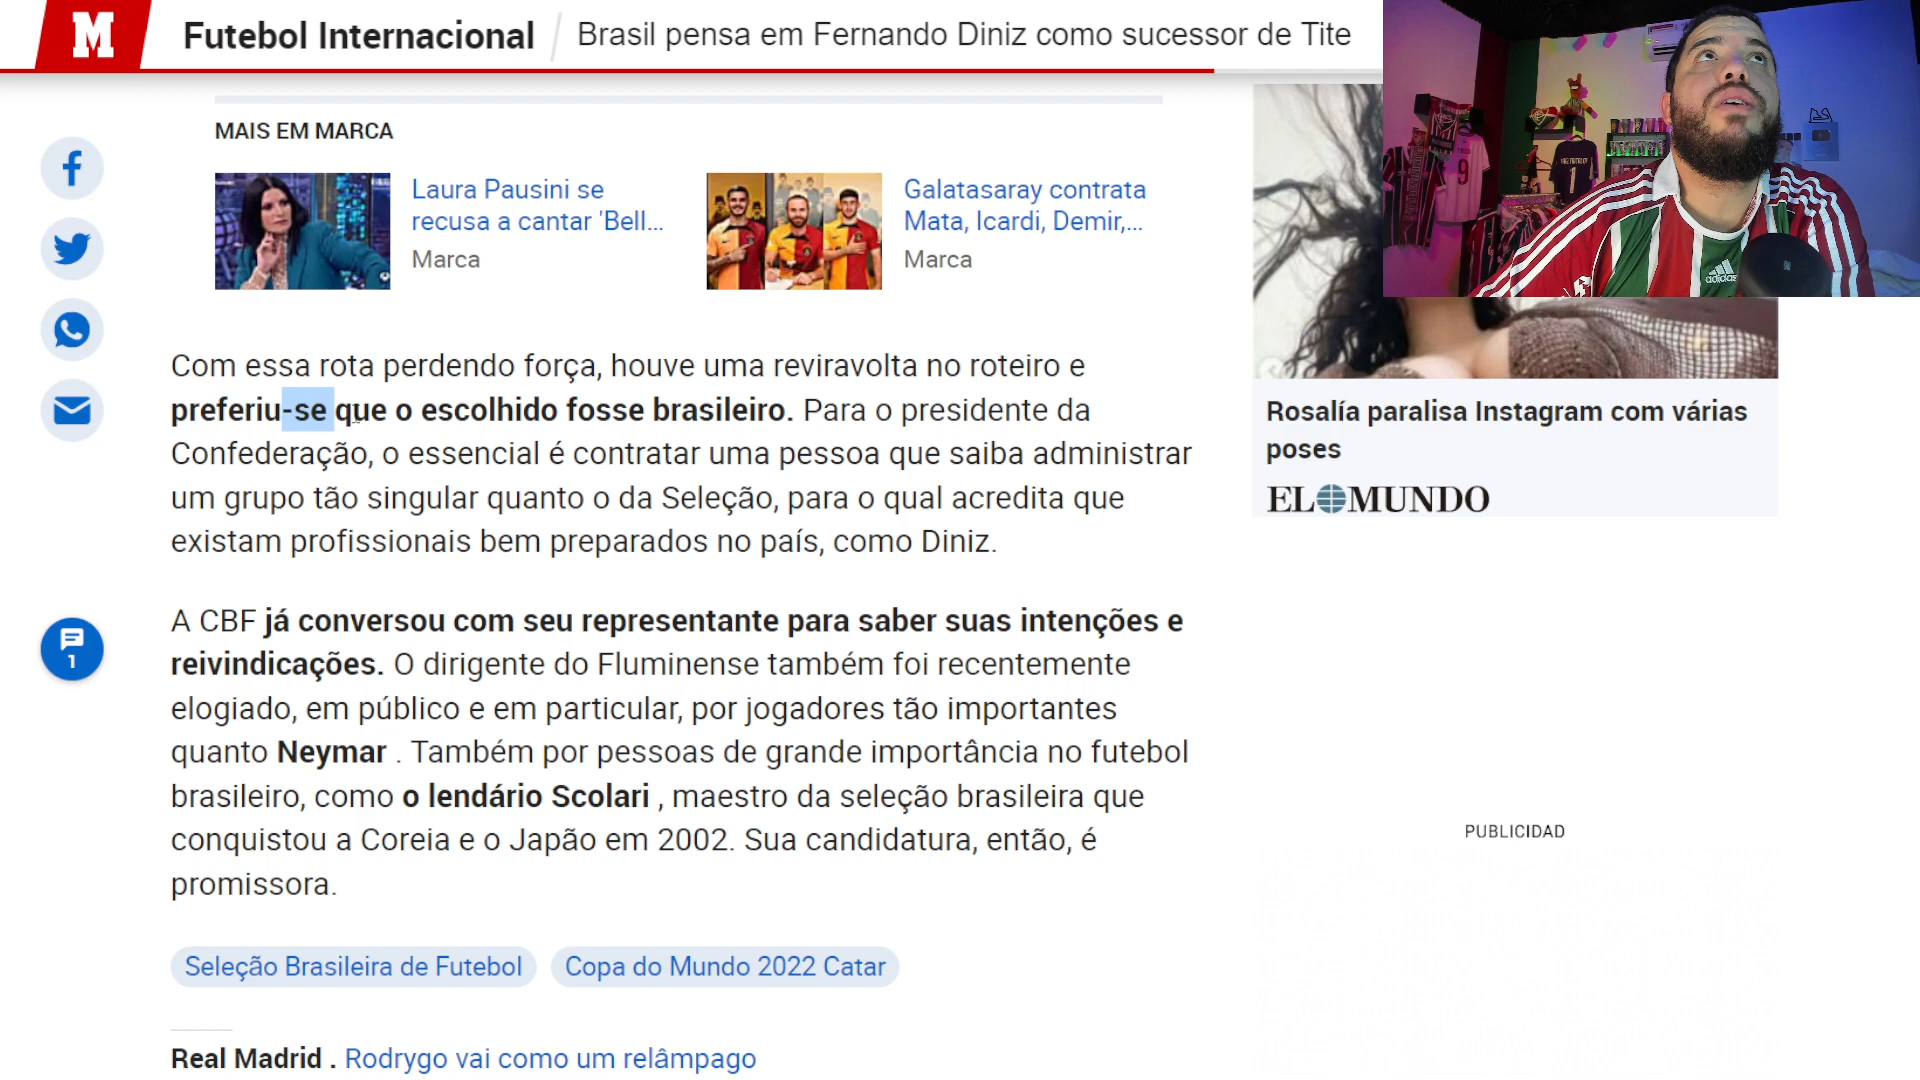 M
Futebol Internacional
Brasil pensa em Fernando Diniz como sucessor de Tite
MAIS EM MARCA
Laura Pausini se
recusa a cantar 'Bell...
Marca
Galatasaray contrata
Mata, Icardi, Demir,...
Marca
Com essa rota perdendo força, houve uma reviravolta no roteiro e
preferiu-se que o escolhido fosse brasileiro. Para o presidente da
Confederação, o essencial é contratar uma pessoa que saiba administrar
um grupo tão singular quanto o da Seleção, para o qual acredita que
existam profissionais bem preparados no país, como Diniz.
A CBF já conversou com seu representante para saber suas intenções e
reivindicações. O dirigente do Fluminense também foi recentemente
elogiado, em público e em particular, por jogadores tão importantes
quanto Neymar . Também por pessoas de grande importância no futebol
brasileiro, como o lendário Scolari , maestro da seleção brasileira que
conquistou a Coreia e o Japão em 2002. Sua candidatura, então, é
promissora.
1
Seleção Brasileira de Futebol
Copa do Mundo 2022 Catar
Real Madrid . Rodrygo vai como um relâmpago
9
1
adidas
Rosalía paralisa Instagram com várias
poses
EL MUNDO
PUBLICIDAD